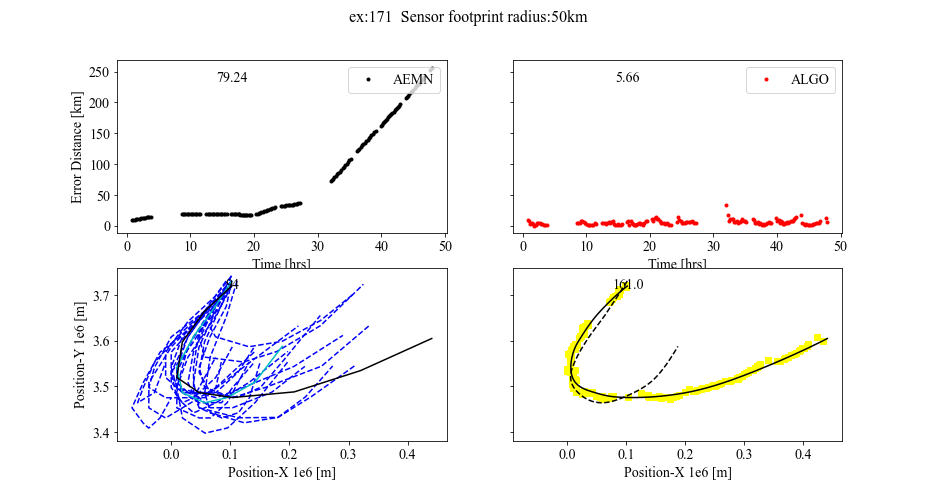 ex:171 Sensor footprint radius:50km
79.24
AEMN
5.66
ALGO
Error Distance [km]
250
200
150
100
50
0
0 10 20 30 40 50
0 10 20 30 40 50
Time [hrs]
Time [hrs]
161.0
Position-Y 1e6 [m]
3.7
3.6
3.5
3.4
0.0 0.1 0.2 0.3 0.4
0.0 0.1 0.2 0.3 0.4
Position-X 1e6 [m]
Position-X 1e6 [m]